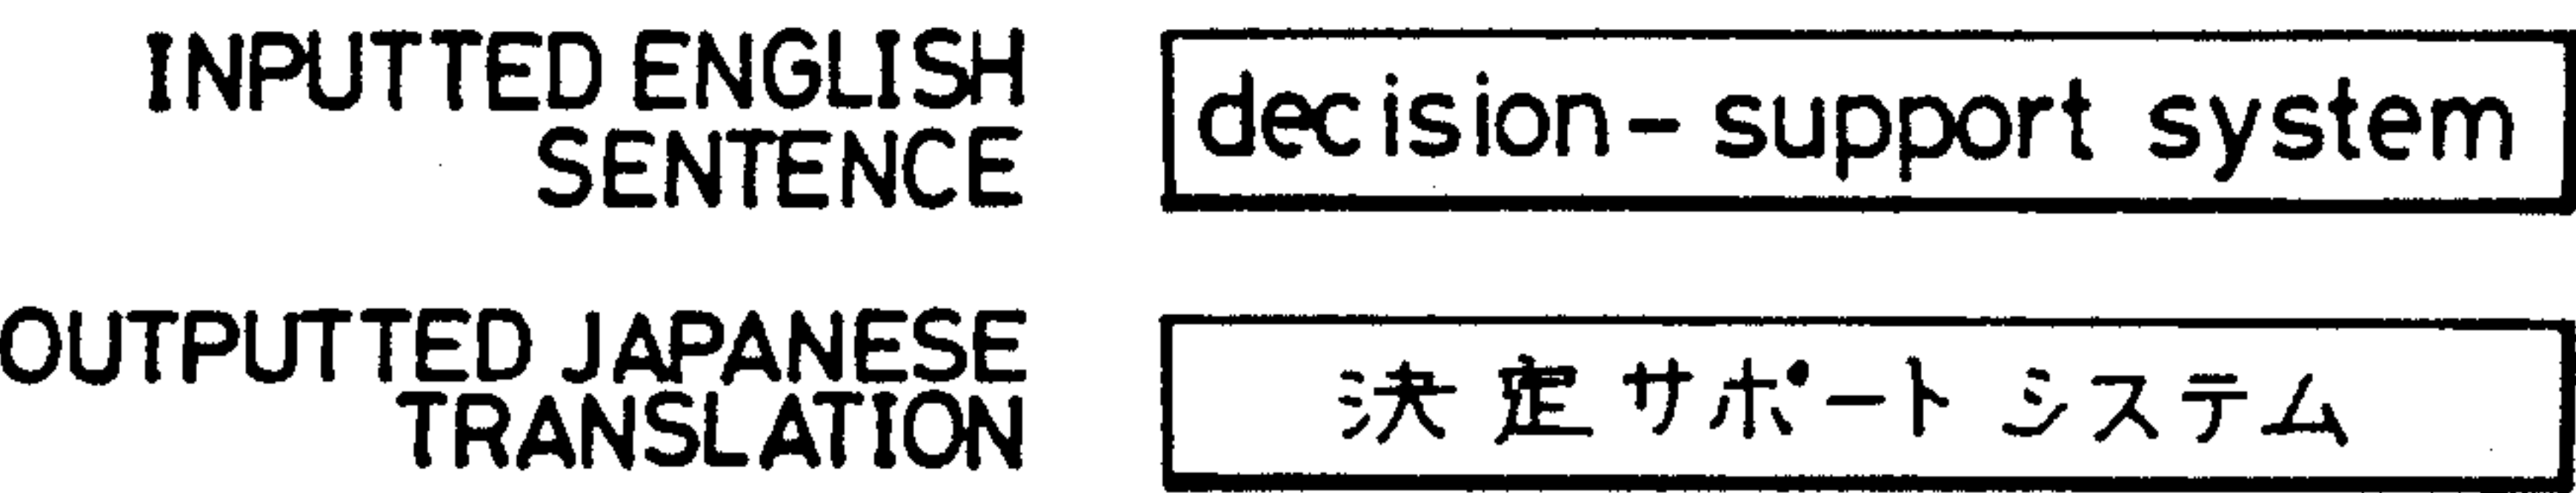 INPUTTED ENGLISH
SENTENCE
decision-support system
OUTPUTTED JAPANESE
TRANSLATION
決定サポートシステム